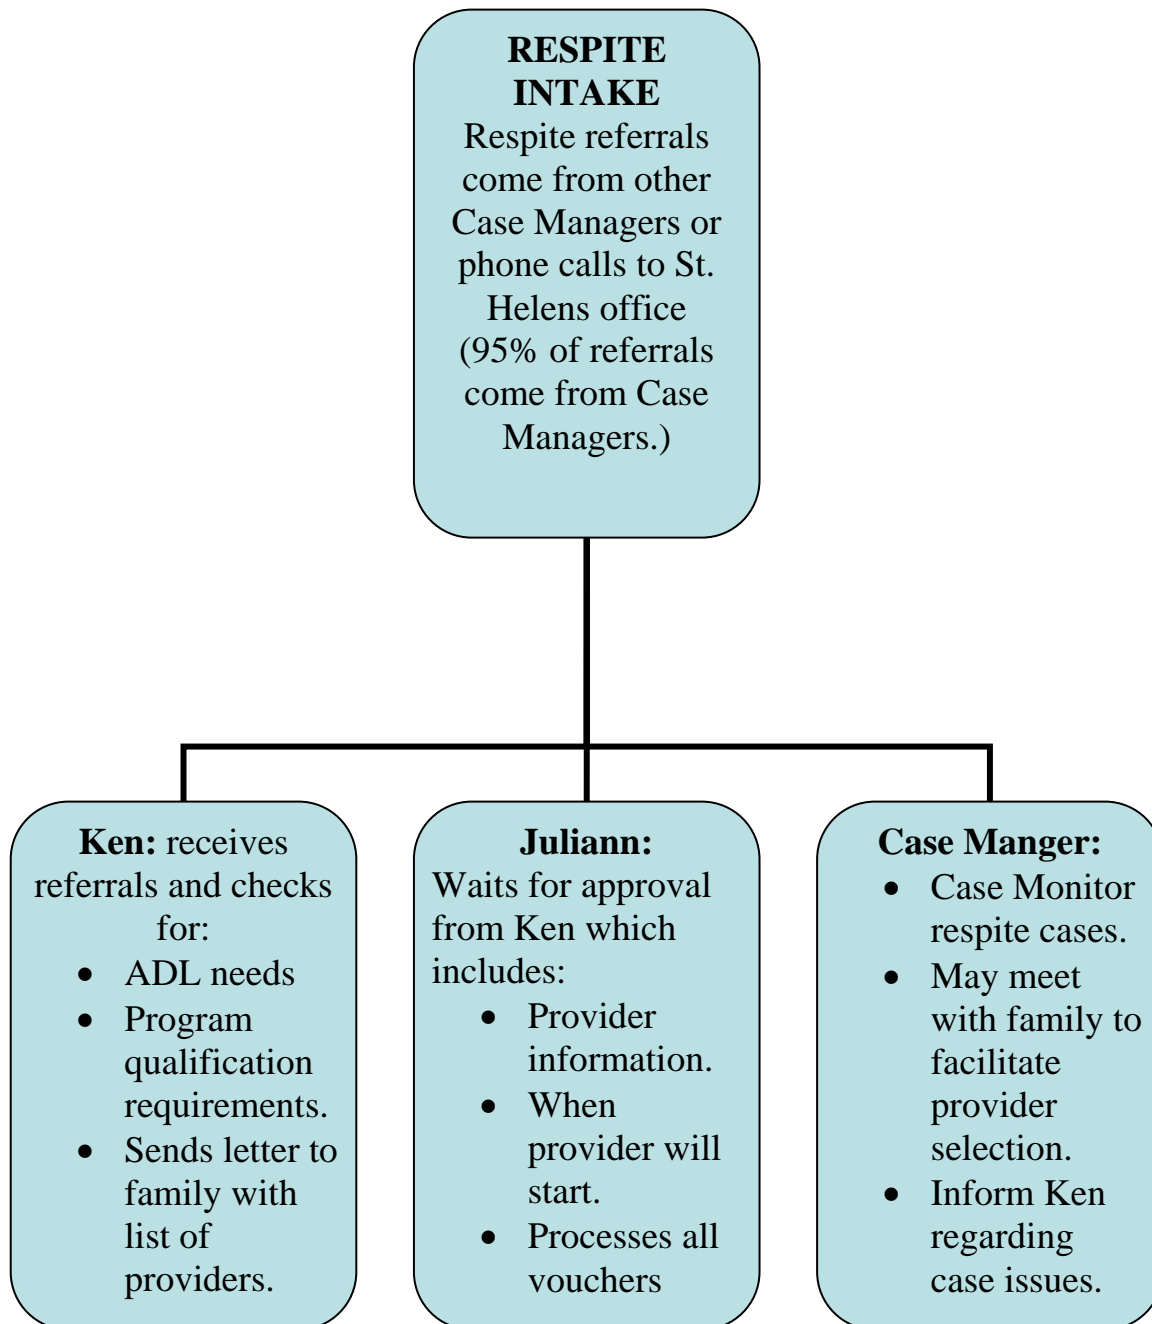 RESPITE
INTAKE
Respite referrals
come from other
Case Managers or
phone calls to St.
Helens office
(95% of referrals
come from Case
Managers.)
Ken: receives
referrals and checks
for:
• ADL needs
• Program
qualification
requirements.
• Sends letter to
family with
list of
providers.
Juliann:
Waits for approval
from Ken which
includes:
• Provider
information.
• When
provider will
start.
• Processes all
vouchers
Case Manger:
• Case Monitor
respite cases.
• May meet
with family to
facilitate
provider
selection.
• Inform Ken
regarding
case issues.